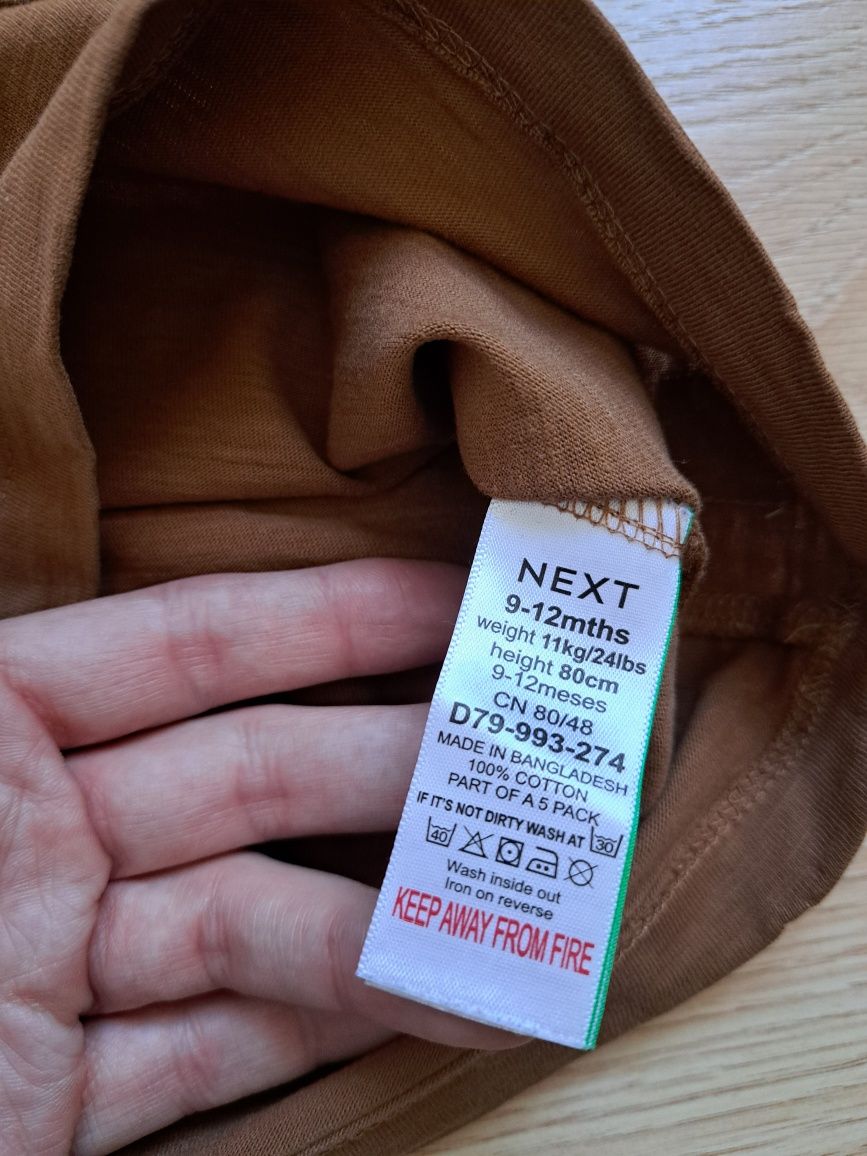 NEXT
9-12mths
weight 11kg/24lbs
height 80cm
9-12meses
CN 80/48
D79-993-274
MADE IN BANGLADESH
100% COTTON
PART OF A 5 PACK
IF IT'S NOT DIRTY WASH AT 30
40
Wash inside out
Iron on reverse
KEEP AWAY FROM FIRE